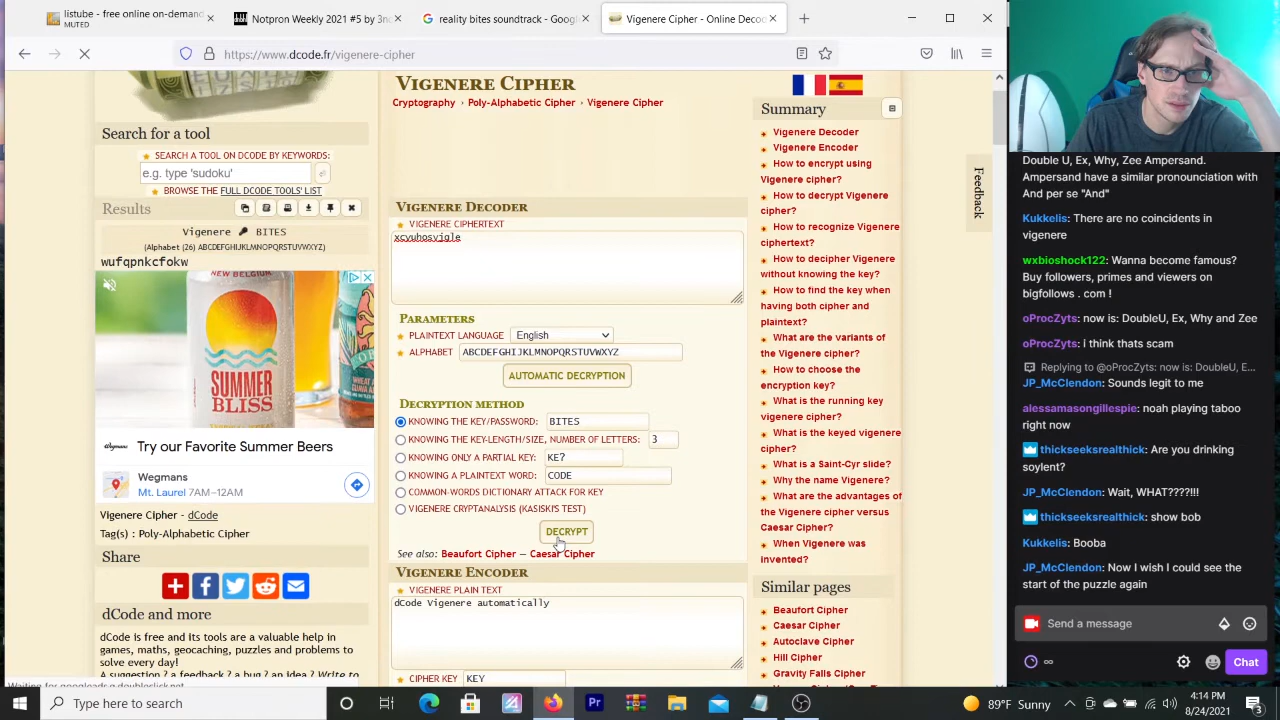 listube - free online on-demand
MUTED
Notpron Weekly 2021 #5 by 3n
reality bites soundtrack - Google
Vigenere Cipher - Online Decode
https://www.dcode.fr/vigenere-cipher
Search for a tool
SEARCH A TOOL ON DCODE BY KEYWORDS:
e.g. type 'sudoku'
BROWSE THE FULL DCODE TOOLS' LIST
Results
Vigenere BITES
(Alphabet (26) ABCDEFGHIJKLMNOPQRSTUVWXYZ)
wufqpnkcfokw
NEW BELGIUM
SUMMER
BLISS
Try our Favorite Summer Beers
Wegmans
Mt. Laurel 7AM–12AM
Vigenere Cipher - dCode
Tag(s) : Poly-Alphabetic Cipher
Share
dCode and more
dCode is free and its tools are a valuable help in
games, maths, geocaching, puzzles and problems to
solve every day!
A suggestion ? a feedback ? a bug ? an idea ? Write to
VIGENERE CIPHER
Cryptography › Poly-Alphabetic Cipher › Vigenere Cipher
VIGENERE DECODER
VIGENERE CIPHERTEXT
xcyuhosvjgle
PARAMETERS
PLAINTEXT LANGUAGE English
ALPHABET ABCDEFGHIJKLMNOPQRSTUVWXYZ
AUTOMATIC DECRYPTION
DECRYPTION METHOD
KNOWING THE KEY/PASSWORD: BITES
KNOWING THE KEY-LENGTH/SIZE, NUMBER OF LETTERS: 3
KNOWING ONLY A PARTIAL KEY: KE?
KNOWING A PLAINTEXT WORD: CODE
COMMON-WORDS DICTIONARY ATTACK FOR KEY
VIGENERE CRYPTANALYSIS (KASISKI'S TEST)
DECRYPT
See also: Beaufort Cipher — Caesar Cipher
VIGENERE ENCODER
VIGENERE PLAIN TEXT
dCode Vigenere automatically
CIPHER KEY KEY
Summary
Vigenere Decoder
Vigenere Encoder
How to encrypt using
Vigenere cipher?
How to decrypt Vigenere
cipher?
How to recognize Vigenere
ciphertext?
How to decipher Vigenere
without knowing the key?
How to find the key when
having both cipher and
plaintext?
What are the variants of
the Vigenere cipher?
How to choose the
encryption key?
What is the running key
vigenere cipher?
What is the keyed vigenere
cipher?
What is a Saint-Cyr slide?
Why the name Vigenere?
What are the advantages of
the Vigenere cipher versus
Caesar Cipher?
When Vigenere was
invented?
Similar pages
Beaufort Cipher
Caesar Cipher
Autoclave Cipher
Hill Cipher
Gravity Falls Cipher
Feedback
Double U, Ex, Why, Zee Ampersand.
Ampersand have a similar pronounciation with
And per se "And"
Kukkelis: There are no coincidents in
vigenere
wxbioshock122: Wanna become famous?
Buy followers, primes and viewers on
bigfollows . com !
oProcZyts: now is: DoubleU, Ex, Why and Zee
oProcZyts: i think thats scam
Replying to @oProcZyts: now is: DoubleU, E...
JP_McClendon: Sounds legit to me
alessamasongillespie: noah playing taboo
right now
thickseeksrealthick: Are you drinking
soylent?
JP_McClendon: Wait, WHAT????!!!
thickseeksrealthick: show bob
Kukkelis: Booba
JP_McClendon: Now I wish I could see the
start of the puzzle again
Send a message
Chat
Type here to search
Pr
89°F Sunny
4:14 PM
8/24/2021
3